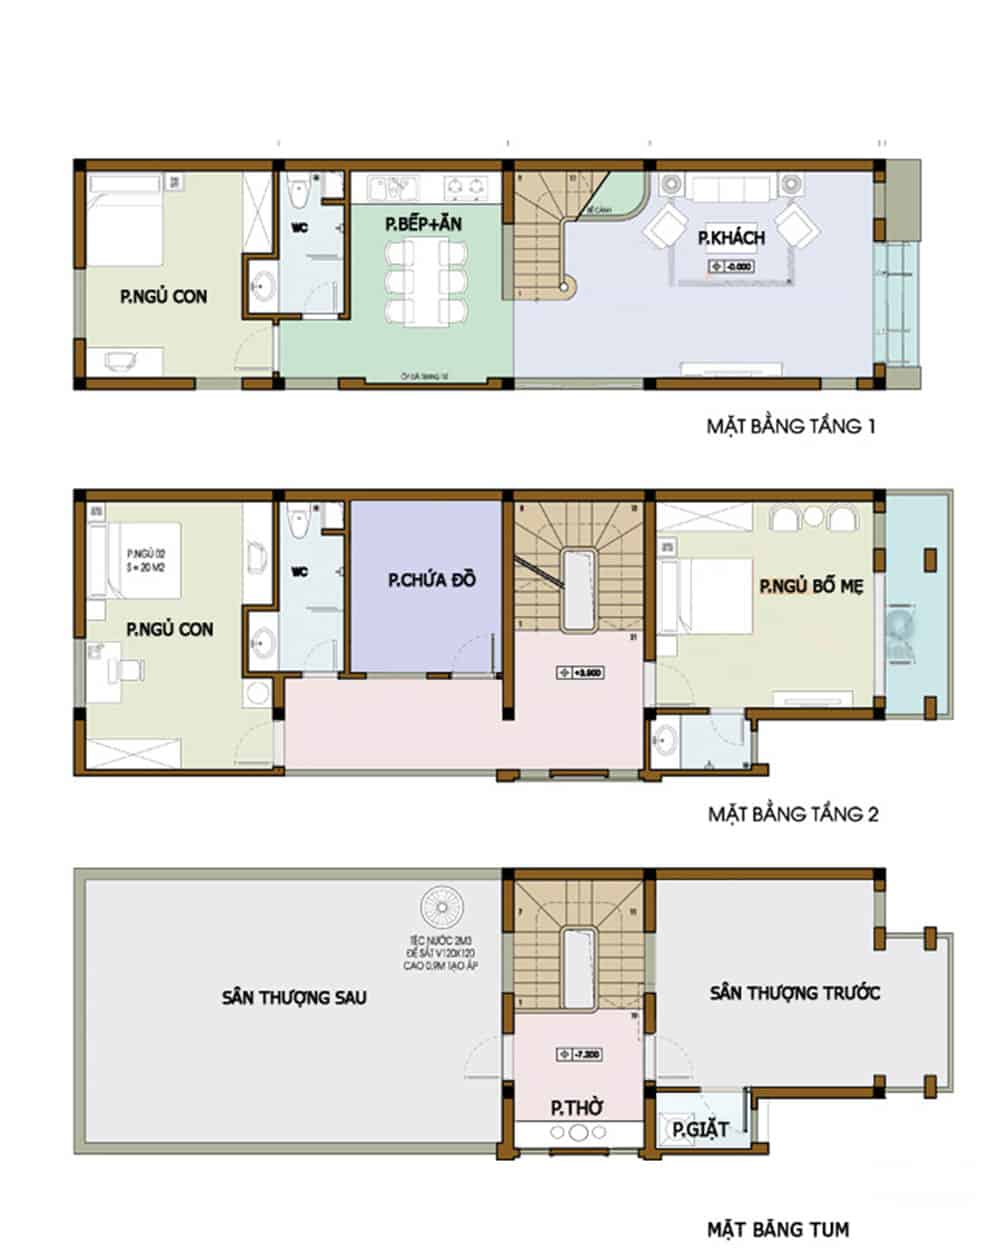 P.NGỦ CON
WC
P.BẾP+ĂN
BỂ CẢNH
P.KHÁCH
-0.000
MẶT BẰNG TẦNG 1
P.NGỦ 02
S = 20 M2
P.NGỦ CON
WC
P.CHỨA ĐỒ
+3.900
P.NGỦ BỐ MẸ
MẶT BẰNG TẦNG 2
TÉC NƯỚC 2M3
ĐẾ SẮT V120X120
CAO 0.9M TẠO ÁP
SÂN THƯỢNG SAU
SÂN THƯỢNG TRƯỚC
-7.200
P.THỜ
P.GIẶT
MẶT BẰNG TUM